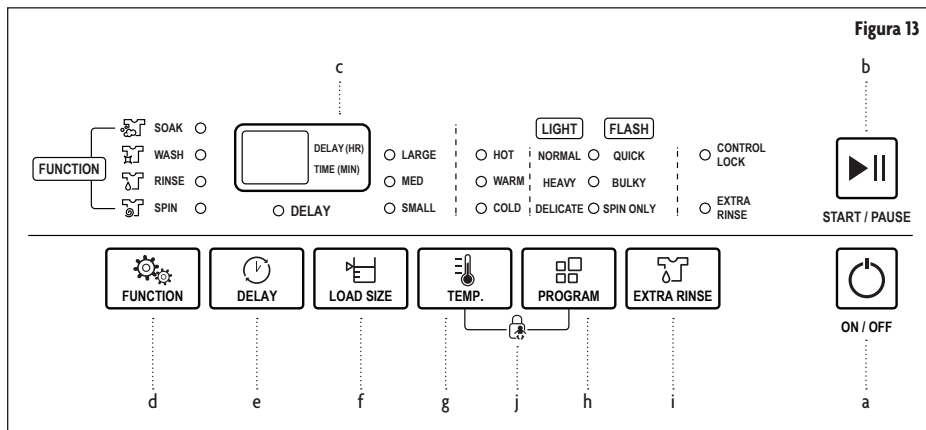 Figura 13
c
b
FUNCTION
SOAK
WASH
RINSE
SPIN
DELAY (HR)
TIME (MIN)
DELAY
LARGE
MED
SMALL
HOT
WARM
COLD
LIGHT FLASH
NORMAL QUICK
HEAVY BULKY
DELICATE SPIN ONLY
CONTROL
LOCK
EXTRA
RINSE
START / PAUSE
FUNCTION
DELAY
LOAD SIZE
TEMP.
PROGRAM
EXTRA RINSE
ON / OFF
d e f g j h i a